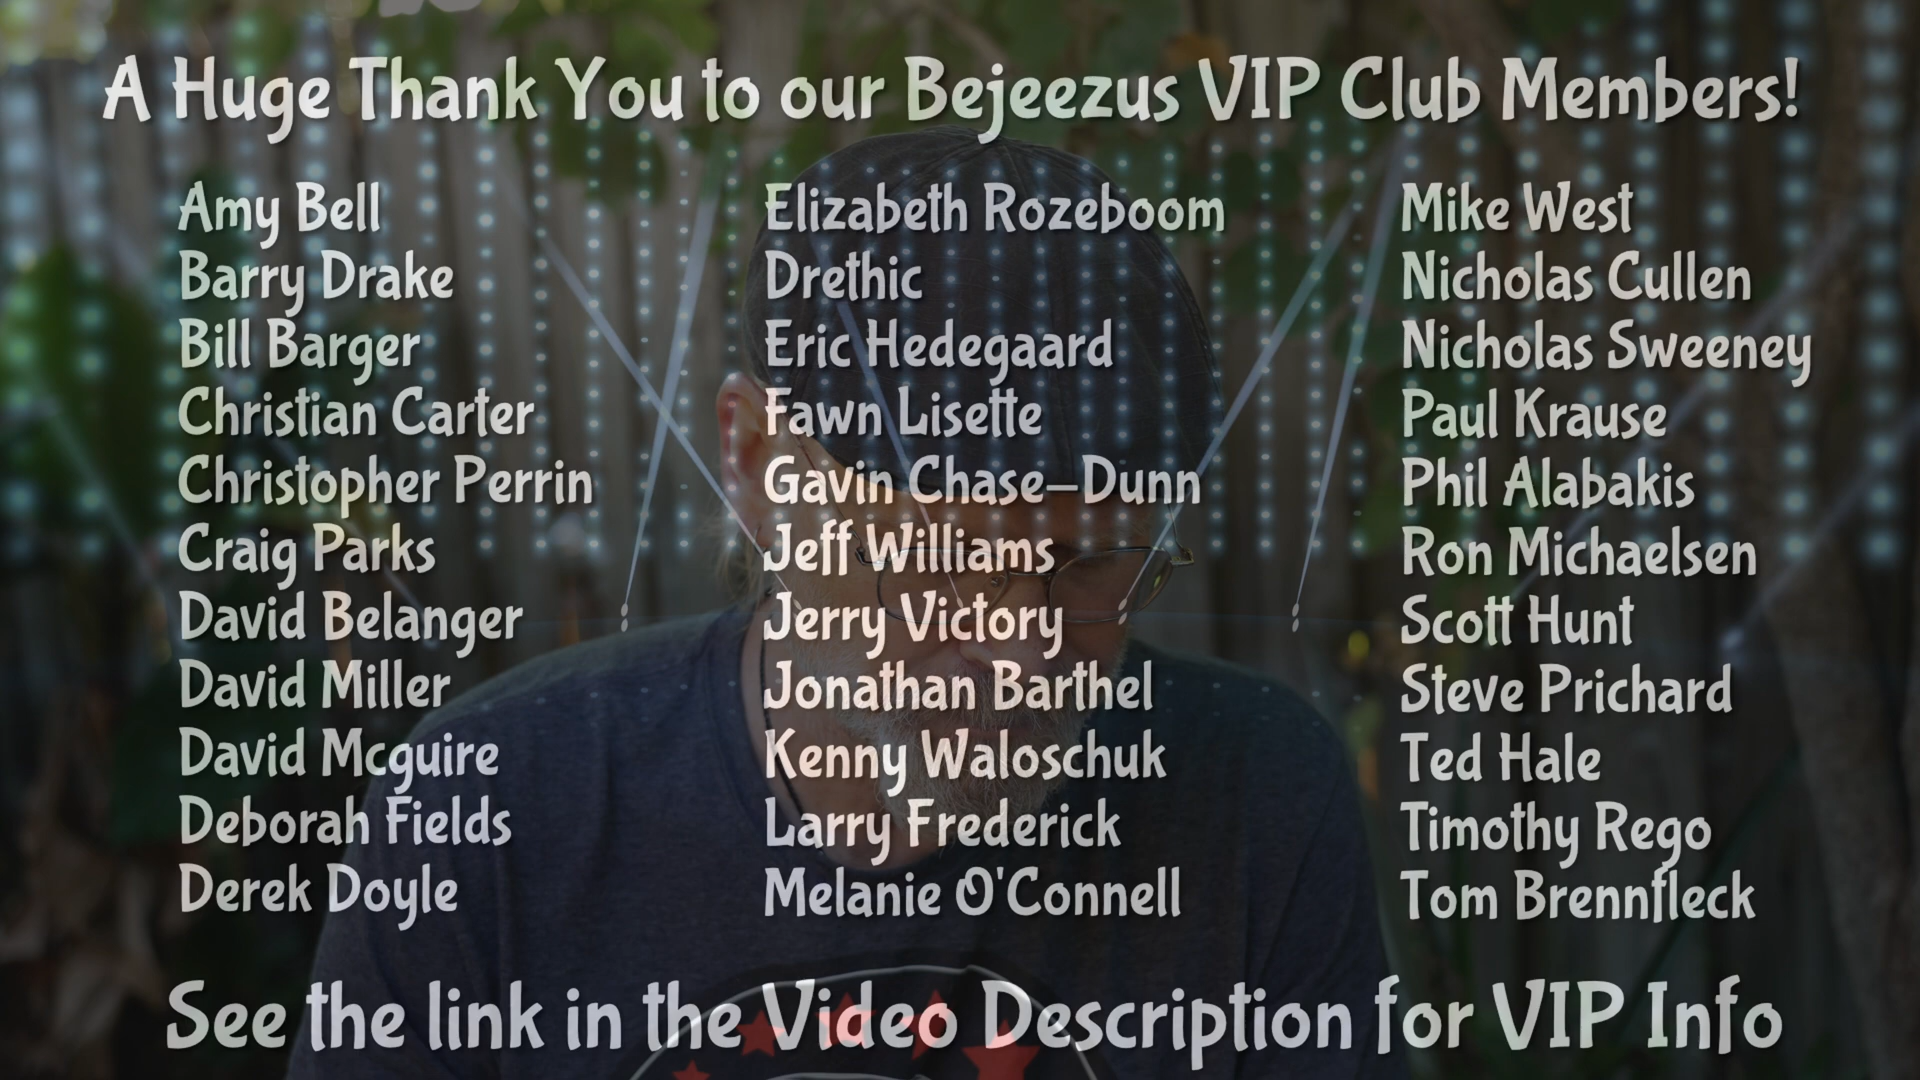 A Huge Thank You to our Bejeezus VIP Club Members!
Amy Bell
Barry Drake
Bill Barger
Christian Carter
Christopher Perrin
Craig Parks
David Belanger
David Miller
David Mcguire
Deborah Fields
Derek Doyle
Elizabeth Rozeboom
Drethic
Eric Hedegaard
Fawn Lisette
Gavin Chase-Dunn
Jeff Williams
Jerry Victory
Jonathan Barthel
Kenny Waloschuk
Larry Frederick
Melanie O'Connell
Mike West
Nicholas Cullen
Nicholas Sweeney
Paul Krause
Phil Alabakis
Ron Michaelsen
Scott Hunt
Steve Prichard
Ted Hale
Timothy Rego
Tom Brennfleck
See the link in the Video Description for VIP Info